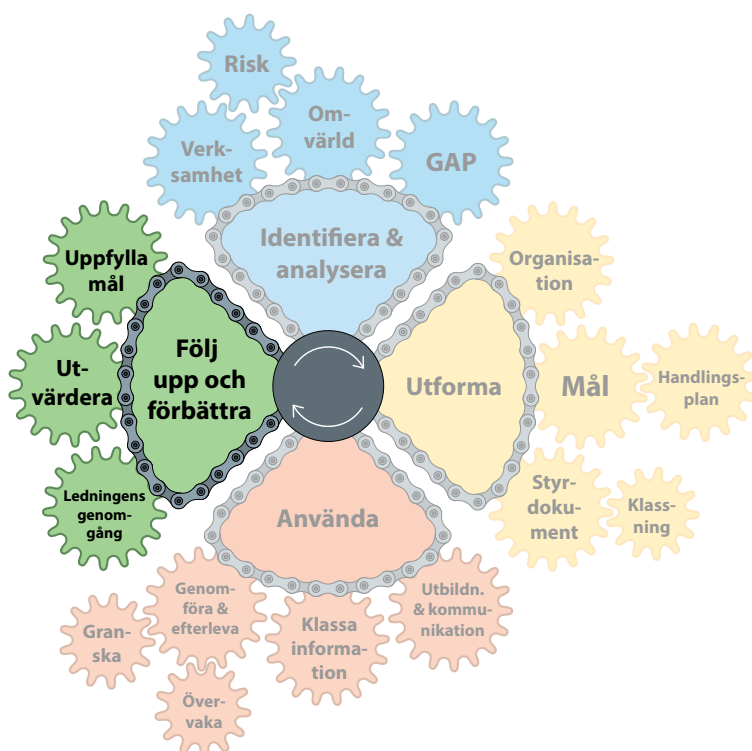 Risk
Om-
värld
Verk-
samhet
GAP
Identifiera &
analysera
Uppfylla
mål
Organisa-
tion
Följ
upp och
förbättra
Ut-
värdera
Utforma
Mål
Handlings-
plan
Ledningens
genom-
gång
Styr-
doku-
ment
Klass-
ning
Använda
Genom-
föra &
efterleva
Utbildn.
& kommu-
nikation
Klassa
informa-
tion
Gran-
ska
Över-
vaka